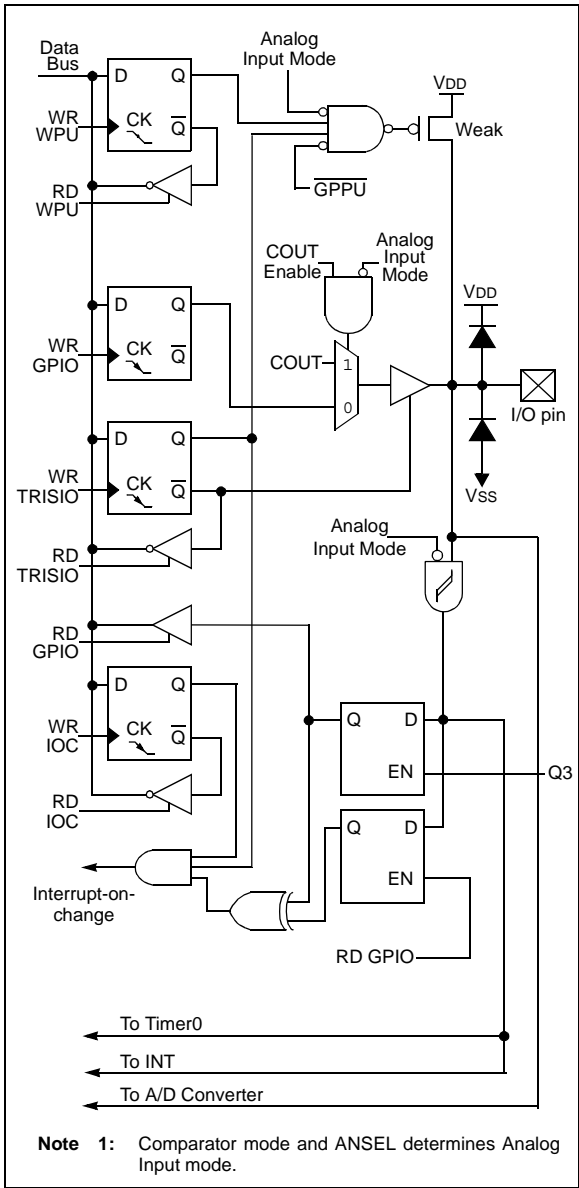 Analog
Input Mode
Data
Bus
D Q
CK
Q
WR
WPU
VDD
Weak
RD
WPU
GPPU
COUT
Enable
Analog
Input
Mode
D Q
CK
Q
WR
GPIO
VDD
COUT
1
0
I/O pin
D Q
CK
Q
WR
TRISIO
VSS
Analog
Input Mode
RD
TRISIO
RD
GPIO
D Q
CK
Q
WR
IOC
Q D
EN
Q3
RD
IOC
Q D
EN
Interrupt-on-
change
RD GPIO
To Timer0
To INT
To A/D Converter
Note 1: Comparator mode and ANSEL determines Analog
Input mode.